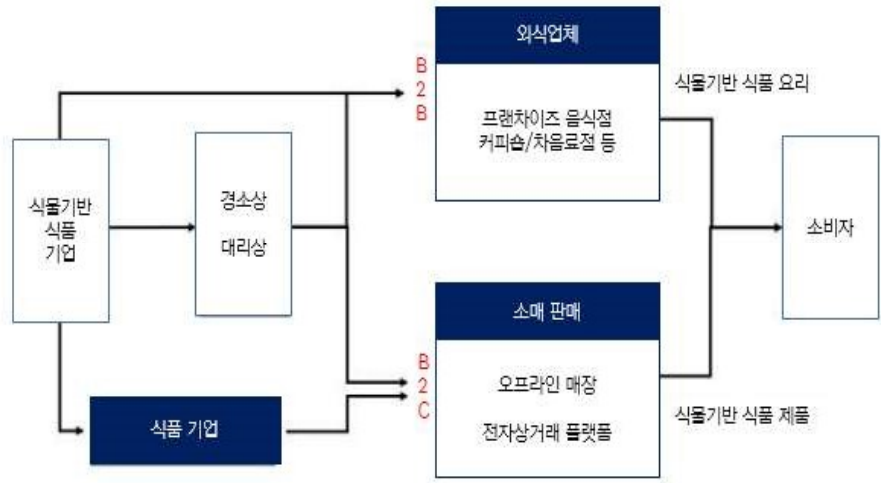 식물기반
식품
기업
경소상
대리상
식품 기업
B
2
B
외식업체
프랜차이즈 음식점
커피숍/차음료점 등
식물기반 식품 요리
B
2
C
소매 판매
오프라인 매장
전자상거래 플랫폼
식물기반 식품 제품
소비자